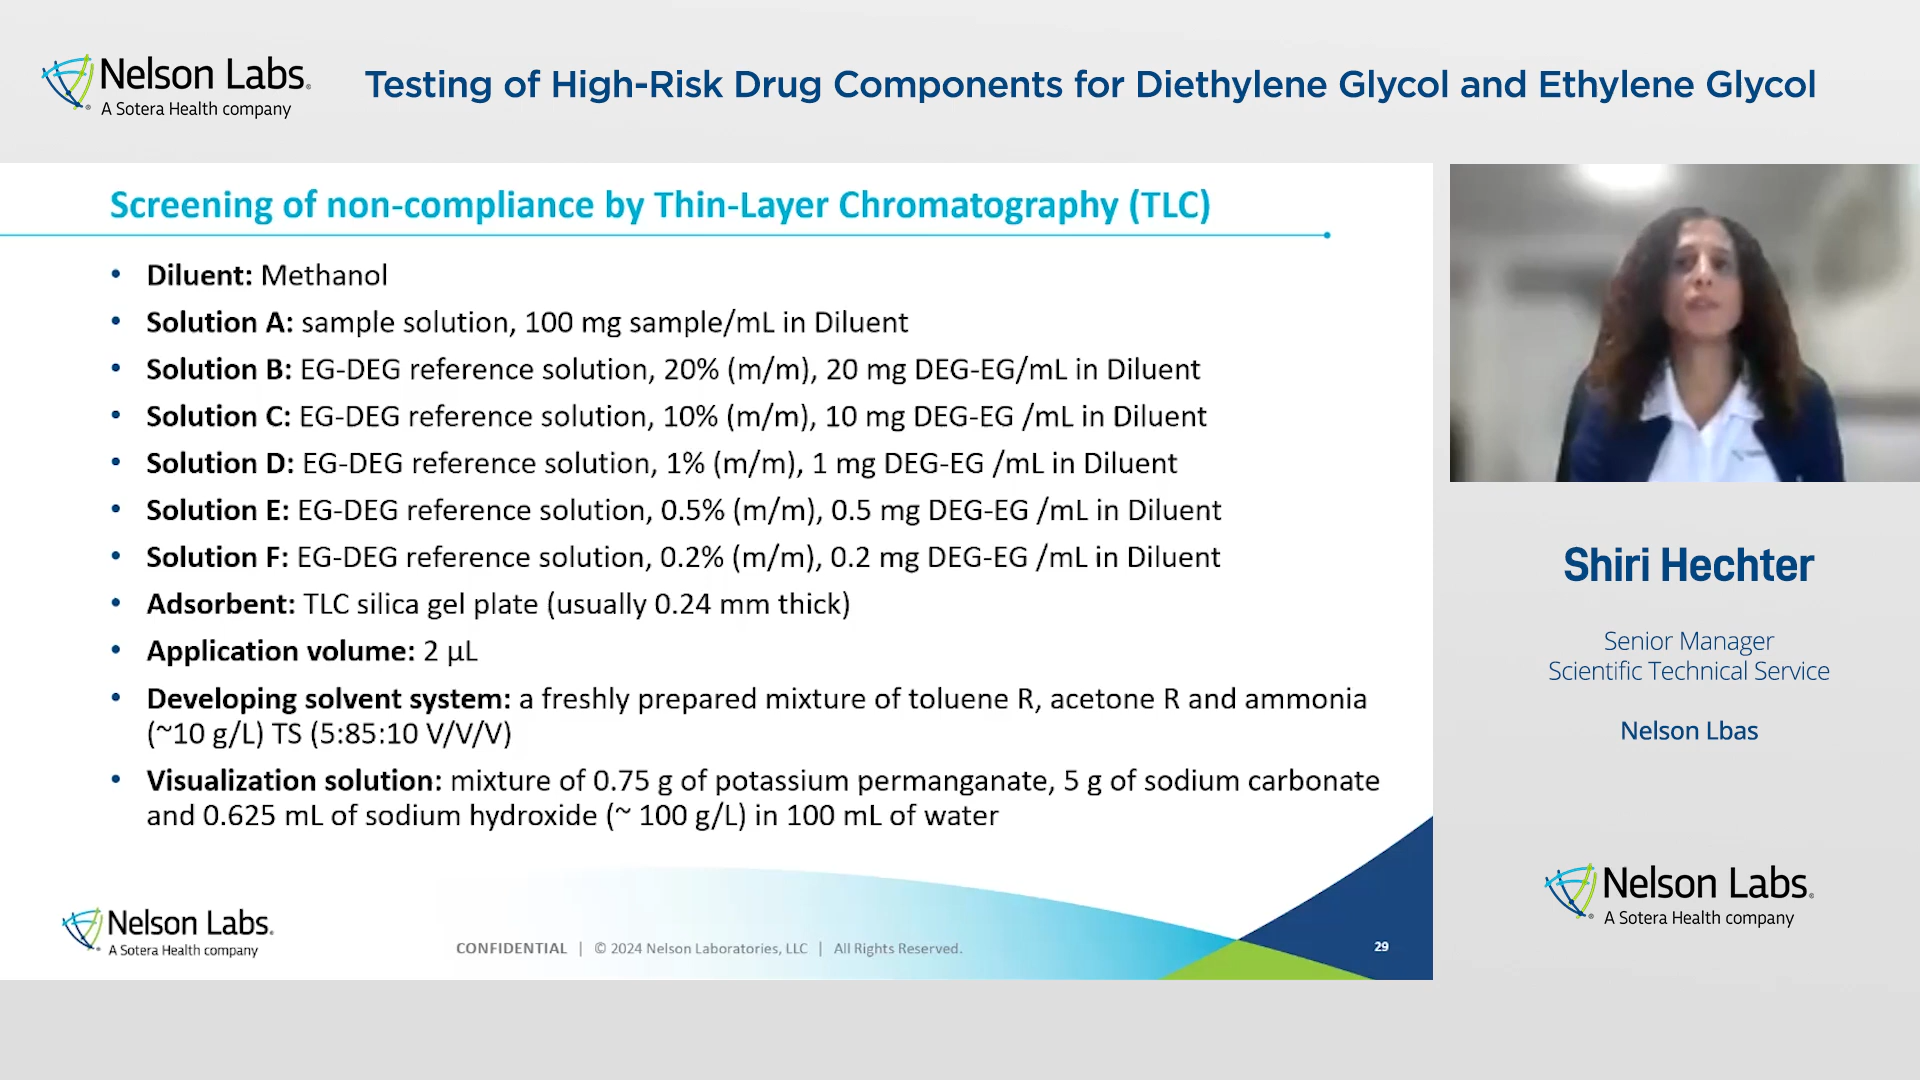 Nelson Labs®
A Sotera Health company
Testing of High-Risk Drug Components for Diethylene Glycol and Ethylene Glycol
Screening of non-compliance by Thin-Layer Chromatography (TLC)
• Diluent: Methanol
• Solution A: sample solution, 100 mg sample/mL in Diluent
• Solution B: EG-DEG reference solution, 20% (m/m), 20 mg DEG-EG/mL in Diluent
• Solution C: EG-DEG reference solution, 10% (m/m), 10 mg DEG-EG /mL in Diluent
• Solution D: EG-DEG reference solution, 1% (m/m), 1 mg DEG-EG /mL in Diluent
• Solution E: EG-DEG reference solution, 0.5% (m/m), 0.5 mg DEG-EG /mL in Diluent
• Solution F: EG-DEG reference solution, 0.2% (m/m), 0.2 mg DEG-EG /mL in Diluent
• Adsorbent: TLC silica gel plate (usually 0.24 mm thick)
• Application volume: 2 µL
• Developing solvent system: a freshly prepared mixture of toluene R, acetone R and ammonia
(~10 g/L) TS (5:85:10 V/V/V)
• Visualization solution: mixture of 0.75 g of potassium permanganate, 5 g of sodium carbonate
and 0.625 mL of sodium hydroxide (~ 100 g/L) in 100 mL of water
Nelson Labs®
A Sotera Health company
CONFIDENTIAL | © 2024 Nelson Laboratories, LLC | All Rights Reserved.
29
Shiri Hechter
Senior Manager
Scientific Technical Service
Nelson Lbas
Nelson Labs®
A Sotera Health company